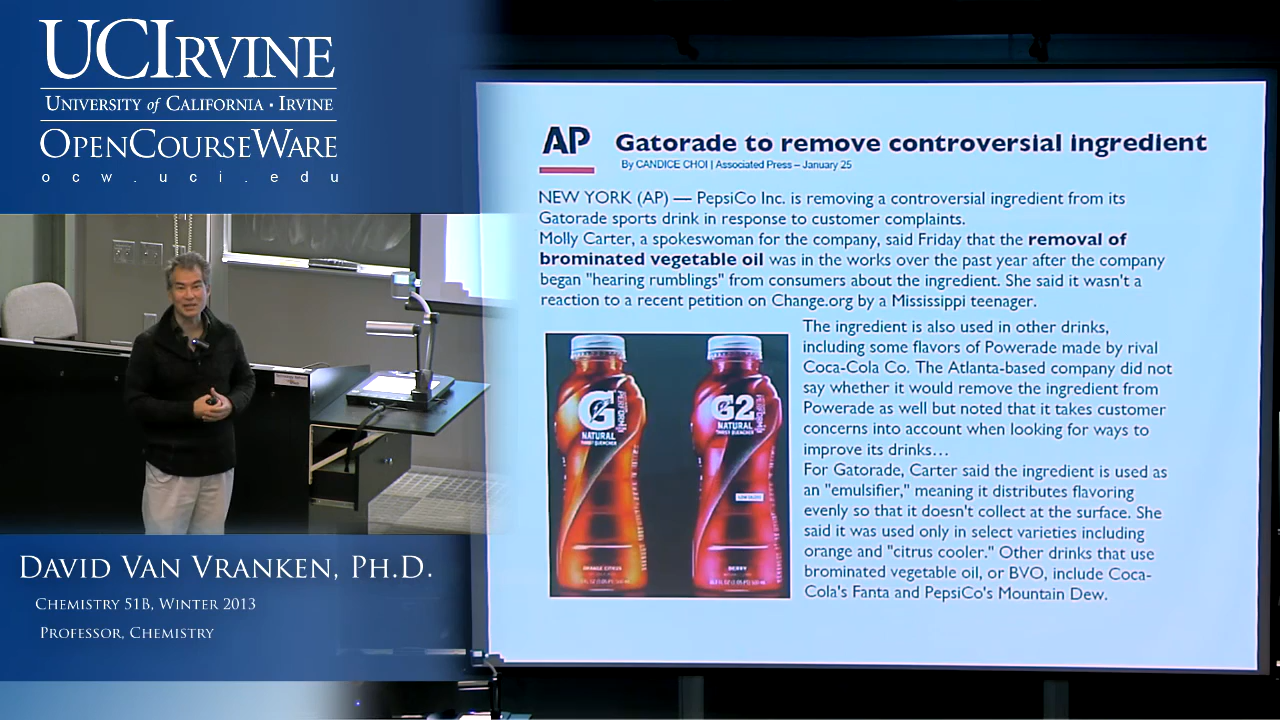 UCIRVINE
UNIVERSITY of CALIFORNIA • IRVINE
OPENCOURSEWARE
ocw.uci.edu
AP Gatorade to remove controversial ingredient
By CANDICE CHOI | Associated Press – January 25
NEW YORK (AP) — PepsiCo Inc. is removing a controversial ingredient from its
Gatorade sports drink in response to customer complaints.
Molly Carter, a spokeswoman for the company, said Friday that the removal of
brominated vegetable oil was in the works over the past year after the company
began "hearing rumblings" from consumers about the ingredient. She said it wasn't a
reaction to a recent petition on Change.org by a Mississippi teenager.
The ingredient is also used in other drinks,
including some flavors of Powerade made by rival
Coca-Cola Co. The Atlanta-based company did not
say whether it would remove the ingredient from
Powerade as well but noted that it takes customer
concerns into account when looking for ways to
improve its drinks...
For Gatorade, Carter said the ingredient is used as
an "emulsifier," meaning it distributes flavoring
evenly so that it doesn't collect at the surface. She
said it was used only in select varieties including
orange and "citrus cooler." Other drinks that use
brominated vegetable oil, or BVO, include Coca-
Cola's Fanta and PepsiCo's Mountain Dew.
G
NATURAL
THIRST QUENCHER
ORANGE CITRUS
G2
NATURAL
THIRST QUENCHER
BERRY
DAVID VAN VRANKEN, PH.D.
CHEMISTRY 51B, WINTER 2013
PROFESSOR, CHEMISTRY